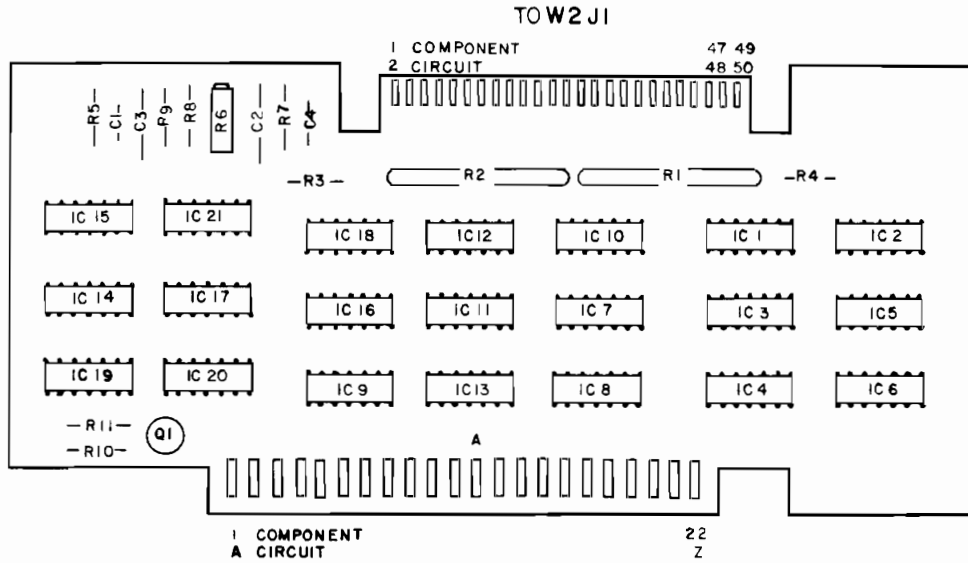 TO W2J1
1 COMPONENT 47 49
2 CIRCUIT 48 50
R5 C1 C3 P9 R8 R6 C2 R7 C4
R3 R2 R1 R4
IC 15 IC 21
IC 18 IC 12 IC 10 IC 1 IC 2
IC 14 IC 17
IC 16 IC 11 IC 7 IC 3 IC 5
IC 19 IC 20
IC 9 IC 13 IC 8 IC 4 IC 6
R11 Q1
R10
A
1 COMPONENT 22
A CIRCUIT Z